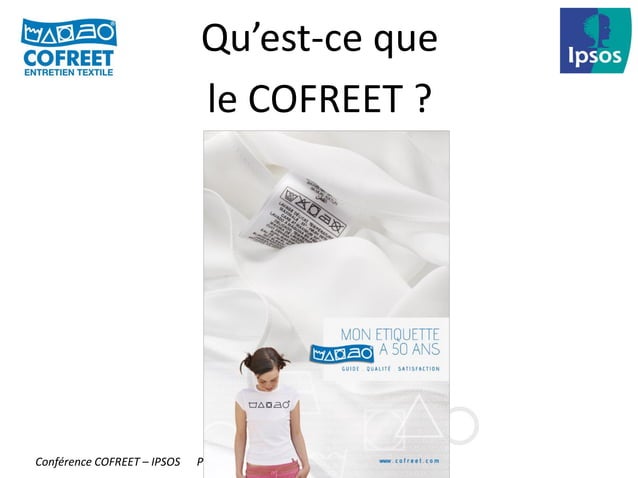 COFREET
ENTRETIEN TEXTILE
Ipsos
Qu’est-ce que
le COFREET ?
MON ETIQUETTE
A 50 ANS
GUIDE . QUALITÉ . SATISFACTION
www.cofreet.com
Conférence COFREET – IPSOS P